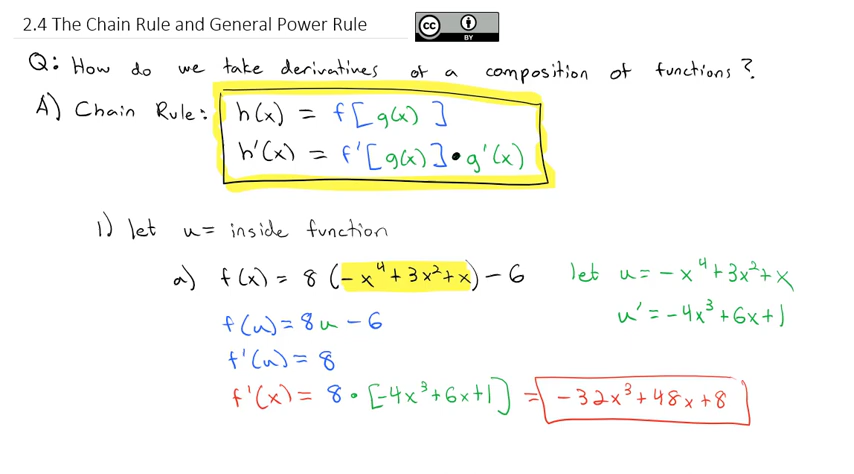 2.4 The Chain Rule and General Power Rule
cc BY
Q: How do we take derivatives of a composition of functions?
A) Chain Rule: h(x) = f[g(x)]
h'(x) = f'[g(x)]•g'(x)
1) let u = inside function
a) f(x) = 8(-x⁴+3x²+x)-6 let u = -x⁴+3x²+x
u' = -4x³+6x+1
f(u) = 8u - 6
f'(u) = 8
f'(x) = 8•[-4x³+6x+1] = -32x³+48x+8